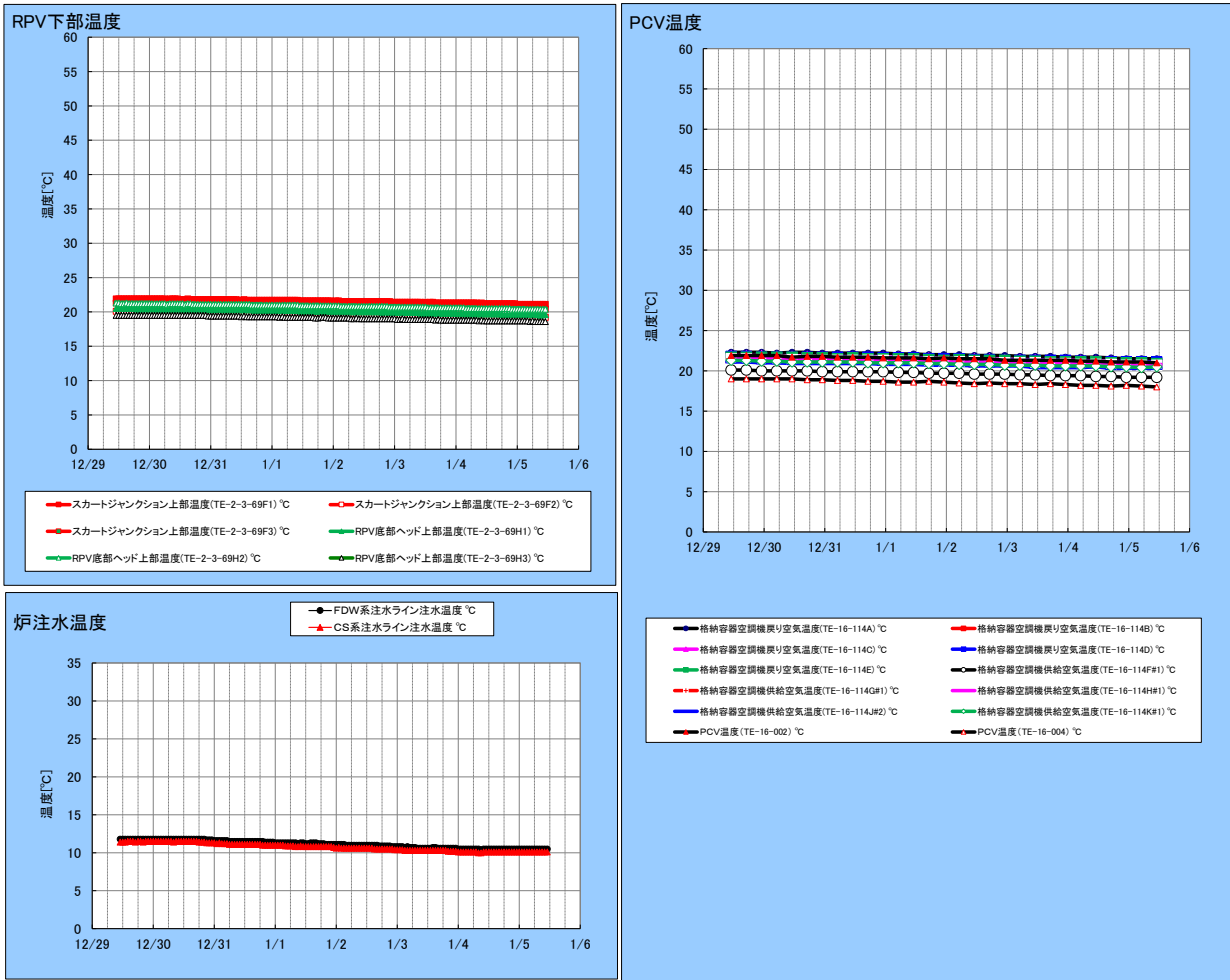 RPV下部温度
60
55
50
45
40
35
30
25
20
15
10
5
0
温度[℃]
12/29 12/30 12/31 1/1 1/2 1/3 1/4 1/5 1/6
スカートジャンクション上部温度(TE-2-3-69F1) ℃ スカートジャンクション上部温度(TE-2-3-69F2) ℃
スカートジャンクション上部温度(TE-2-3-69F3) ℃ RPV底部ヘッド上部温度(TE-2-3-69H1) ℃
RPV底部ヘッド上部温度(TE-2-3-69H2) ℃ RPV底部ヘッド上部温度(TE-2-3-69H3) ℃
炉注水温度
FDW系注水ライン注水温度 ℃
CS系注水ライン注水温度 ℃
35
30
25
20
15
10
5
0
温度[℃]
12/29 12/30 12/31 1/1 1/2 1/3 1/4 1/5 1/6
PCV温度
60
55
50
45
40
35
30
25
20
15
10
5
0
温度[℃]
12/29 12/30 12/31 1/1 1/2 1/3 1/4 1/5 1/6
格納容器空調機戻り空気温度(TE-16-114A) ℃ 格納容器空調機戻り空気温度(TE-16-114B) ℃
格納容器空調機戻り空気温度(TE-16-114C) ℃ 格納容器空調機戻り空気温度(TE-16-114D) ℃
格納容器空調機戻り空気温度(TE-16-114E) ℃ 格納容器空調機供給空気温度(TE-16-114F#1) ℃
格納容器空調機供給空気温度(TE-16-114G#1) ℃ 格納容器空調機供給空気温度(TE-16-114H#1) ℃
格納容器空調機供給空気温度(TE-16-114J#2) ℃ 格納容器空調機供給空気温度(TE-16-114K#1) ℃
PCV温度(TE-16-002) ℃ PCV温度(TE-16-004) ℃